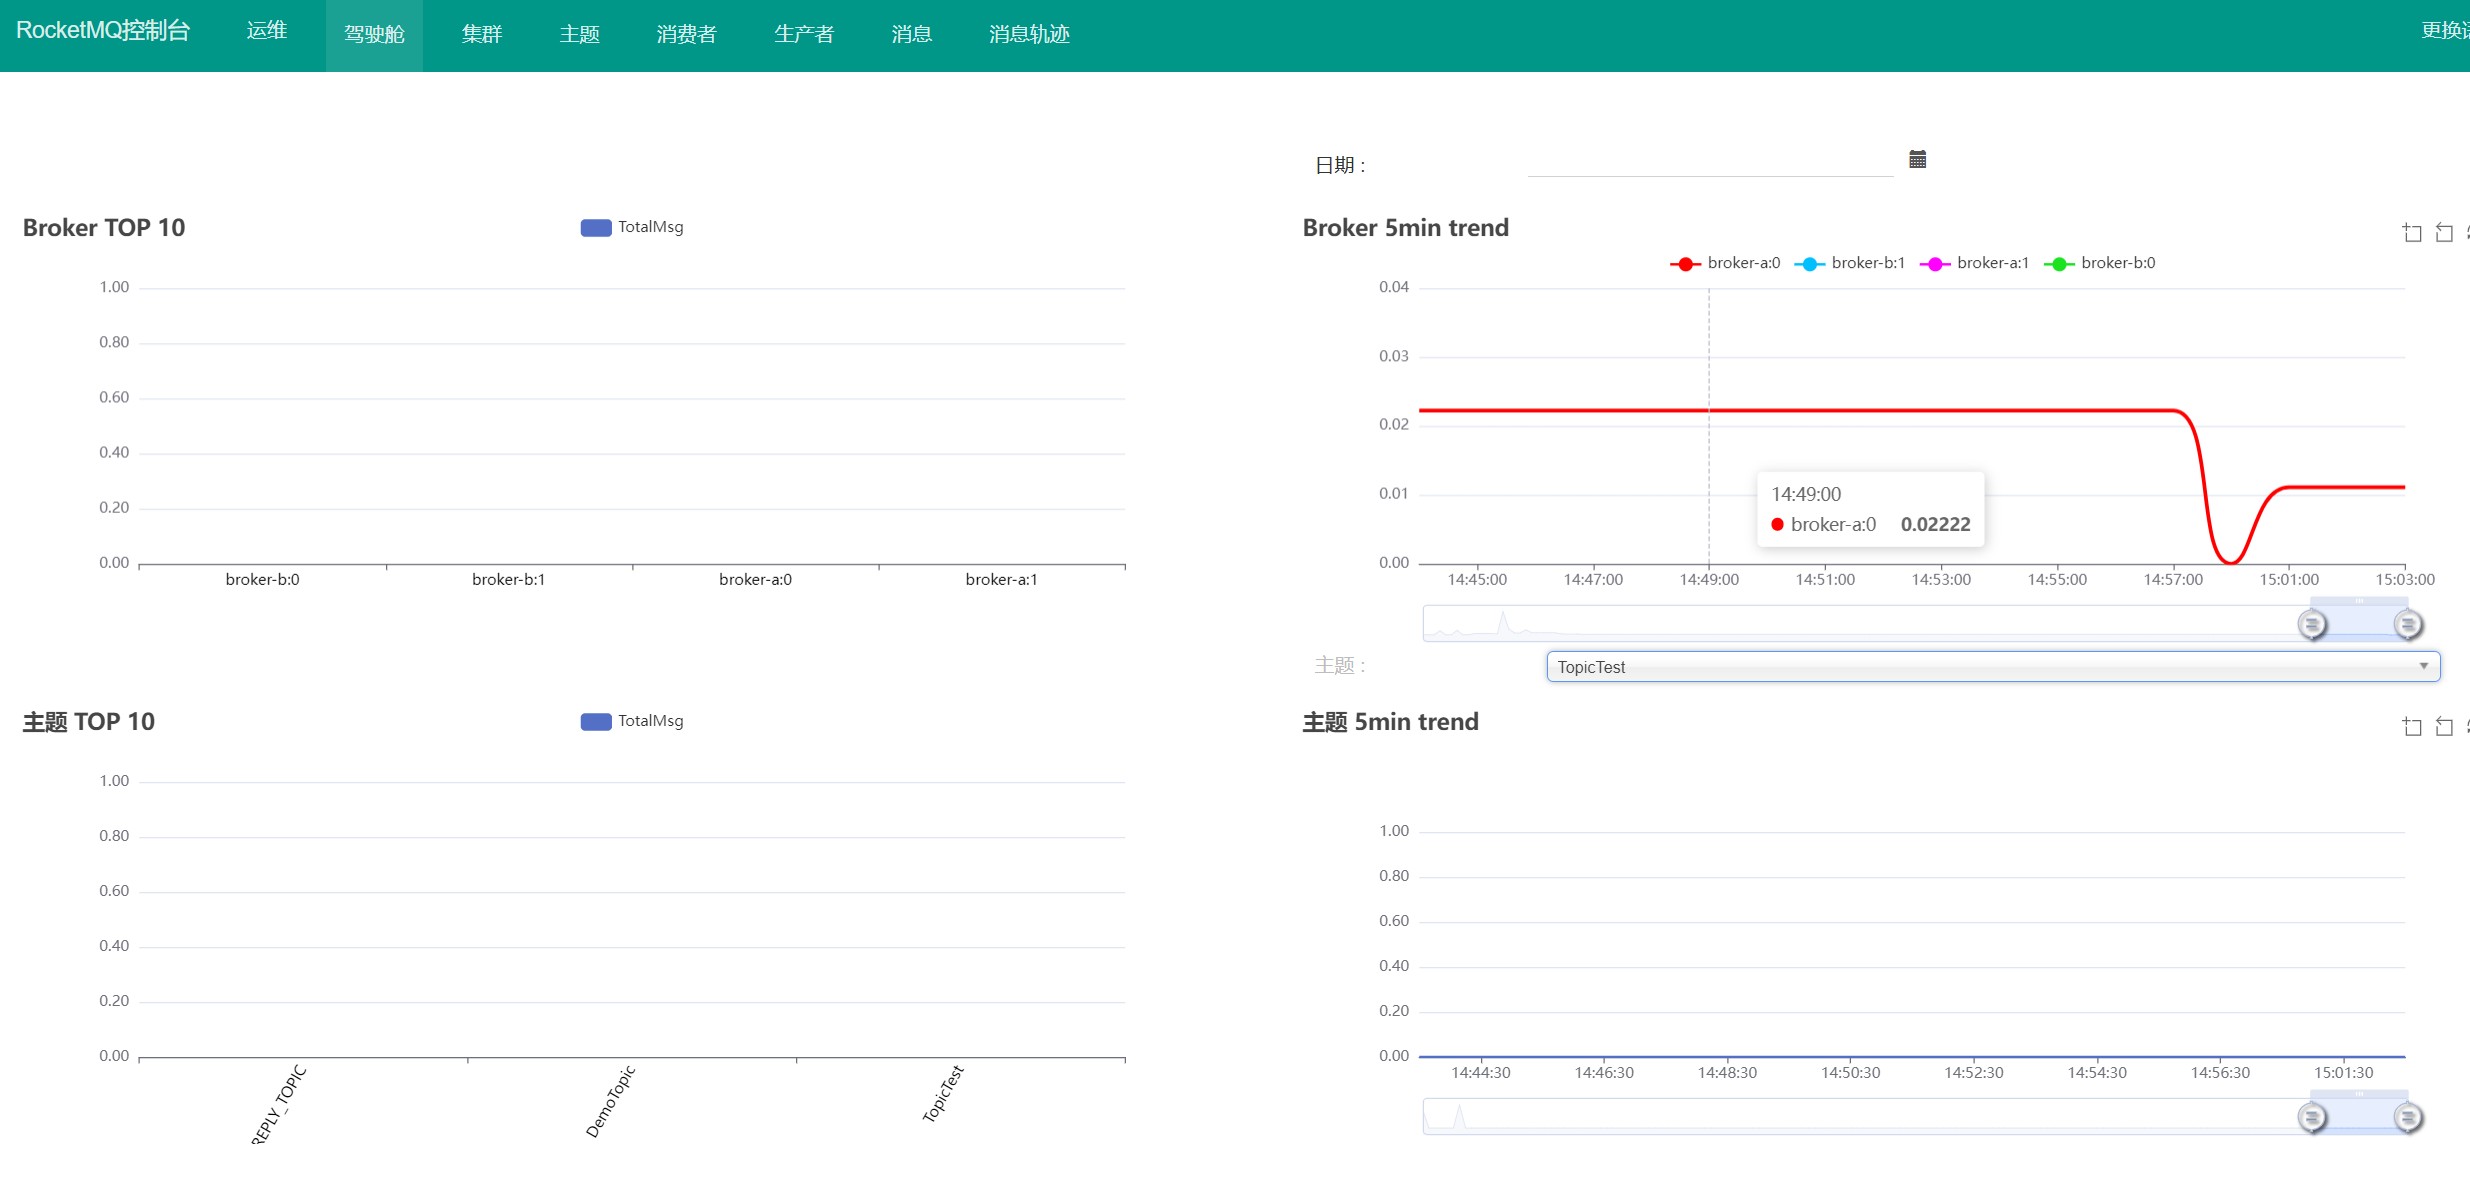 RocketMQ控制台 运维 驾驶舱 集群 主题 消费者 生产者 消息 消息轨迹 更换
日期 :
Broker TOP 10
TotalMsg
1.00
0.80
0.60
0.40
0.20
0.00
broker-b:0 broker-b:1 broker-a:0 broker-a:1
Broker 5min trend
broker-a:0 broker-b:1 broker-a:1 broker-b:0
0.04
0.03
0.02
0.01
0.00
14:49:00
broker-a:0 0.02222
14:45:00 14:47:00 14:49:00 14:51:00 14:53:00 14:55:00 14:57:00 15:01:00 15:03:00
主题 :
TopicTest
主题 TOP 10
TotalMsg
1.00
0.80
0.60
0.40
0.20
0.00
REPLY_TOPIC DemoTopic TopicTest
主题 5min trend
1.00
0.80
0.60
0.40
0.20
0.00
14:44:30 14:46:30 14:48:30 14:50:30 14:52:30 14:54:30 14:56:30 15:01:30